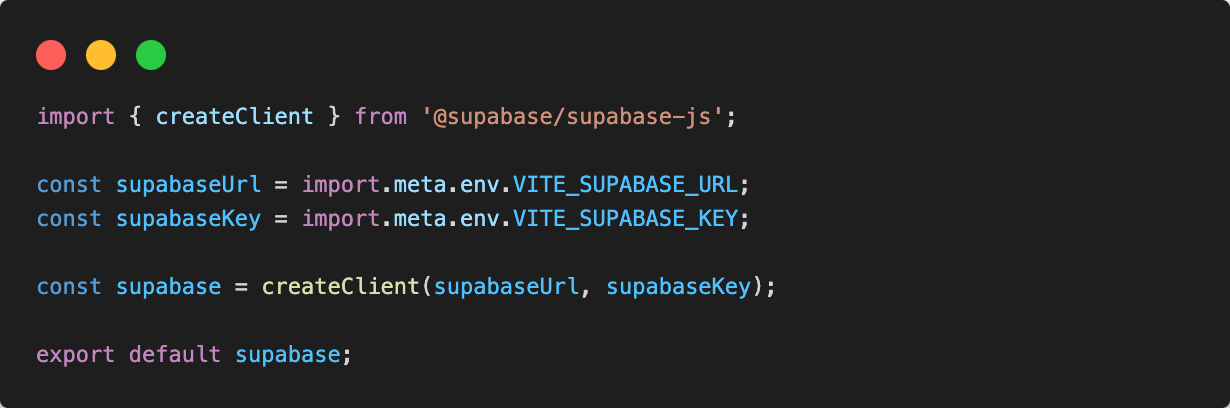 import { createClient } from '@supabase/supabase-js';
const supabaseUrl = import.meta.env.VITE_SUPABASE_URL;
const supabaseKey = import.meta.env.VITE_SUPABASE_KEY;
const supabase = createClient(supabaseUrl, supabaseKey);
export default supabase;